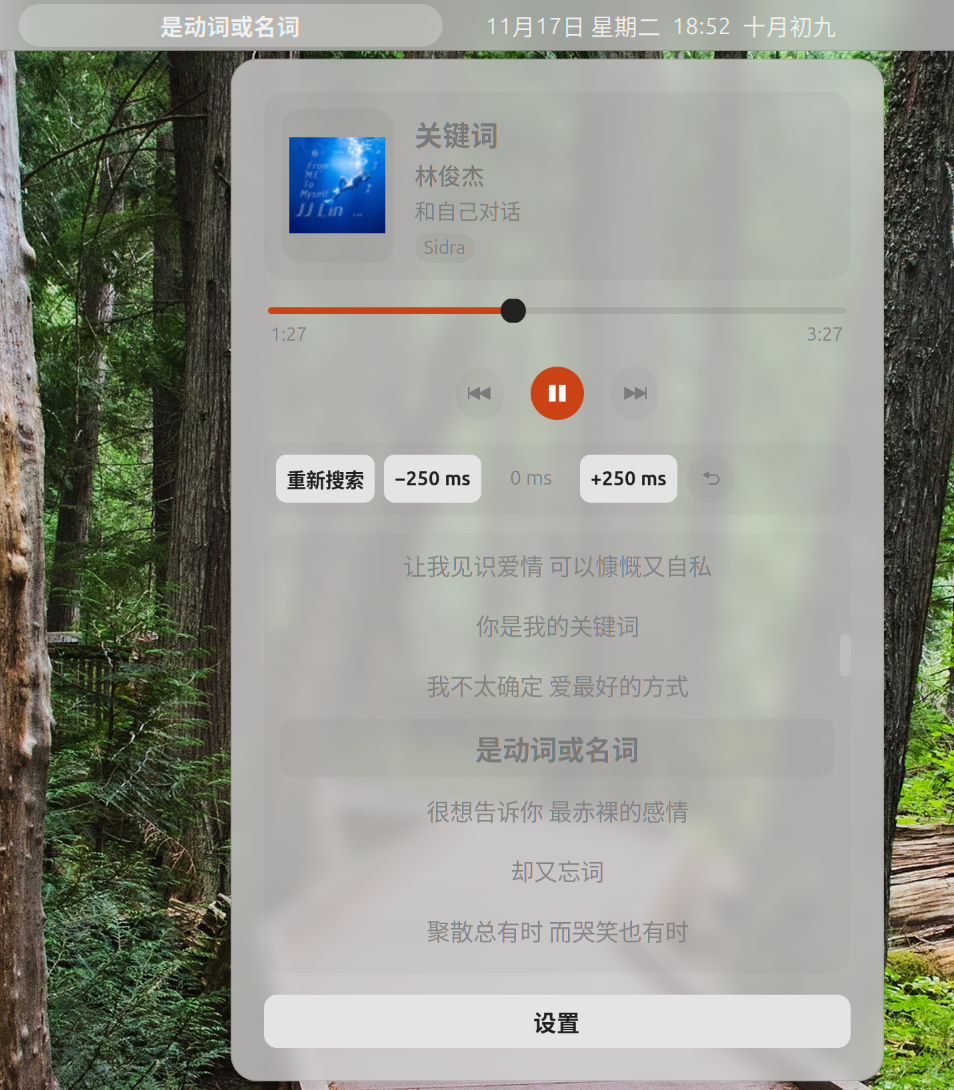 是动词或名词
11月17日 星期二 18:52 十月初九
From
'M.E'
To
Myself
JJ Lin
关键词
林俊杰
和自己对话
Sidra
1:27
3:27
重新搜索
−250 ms
0 ms
+250 ms
让我见识爱情 可以慷慨又自私
你是我的关键词
我不太确定 爱最好的方式
是动词或名词
很想告诉你 最赤裸的感情
却又忘词
聚散总有时 而哭笑也有时
设置